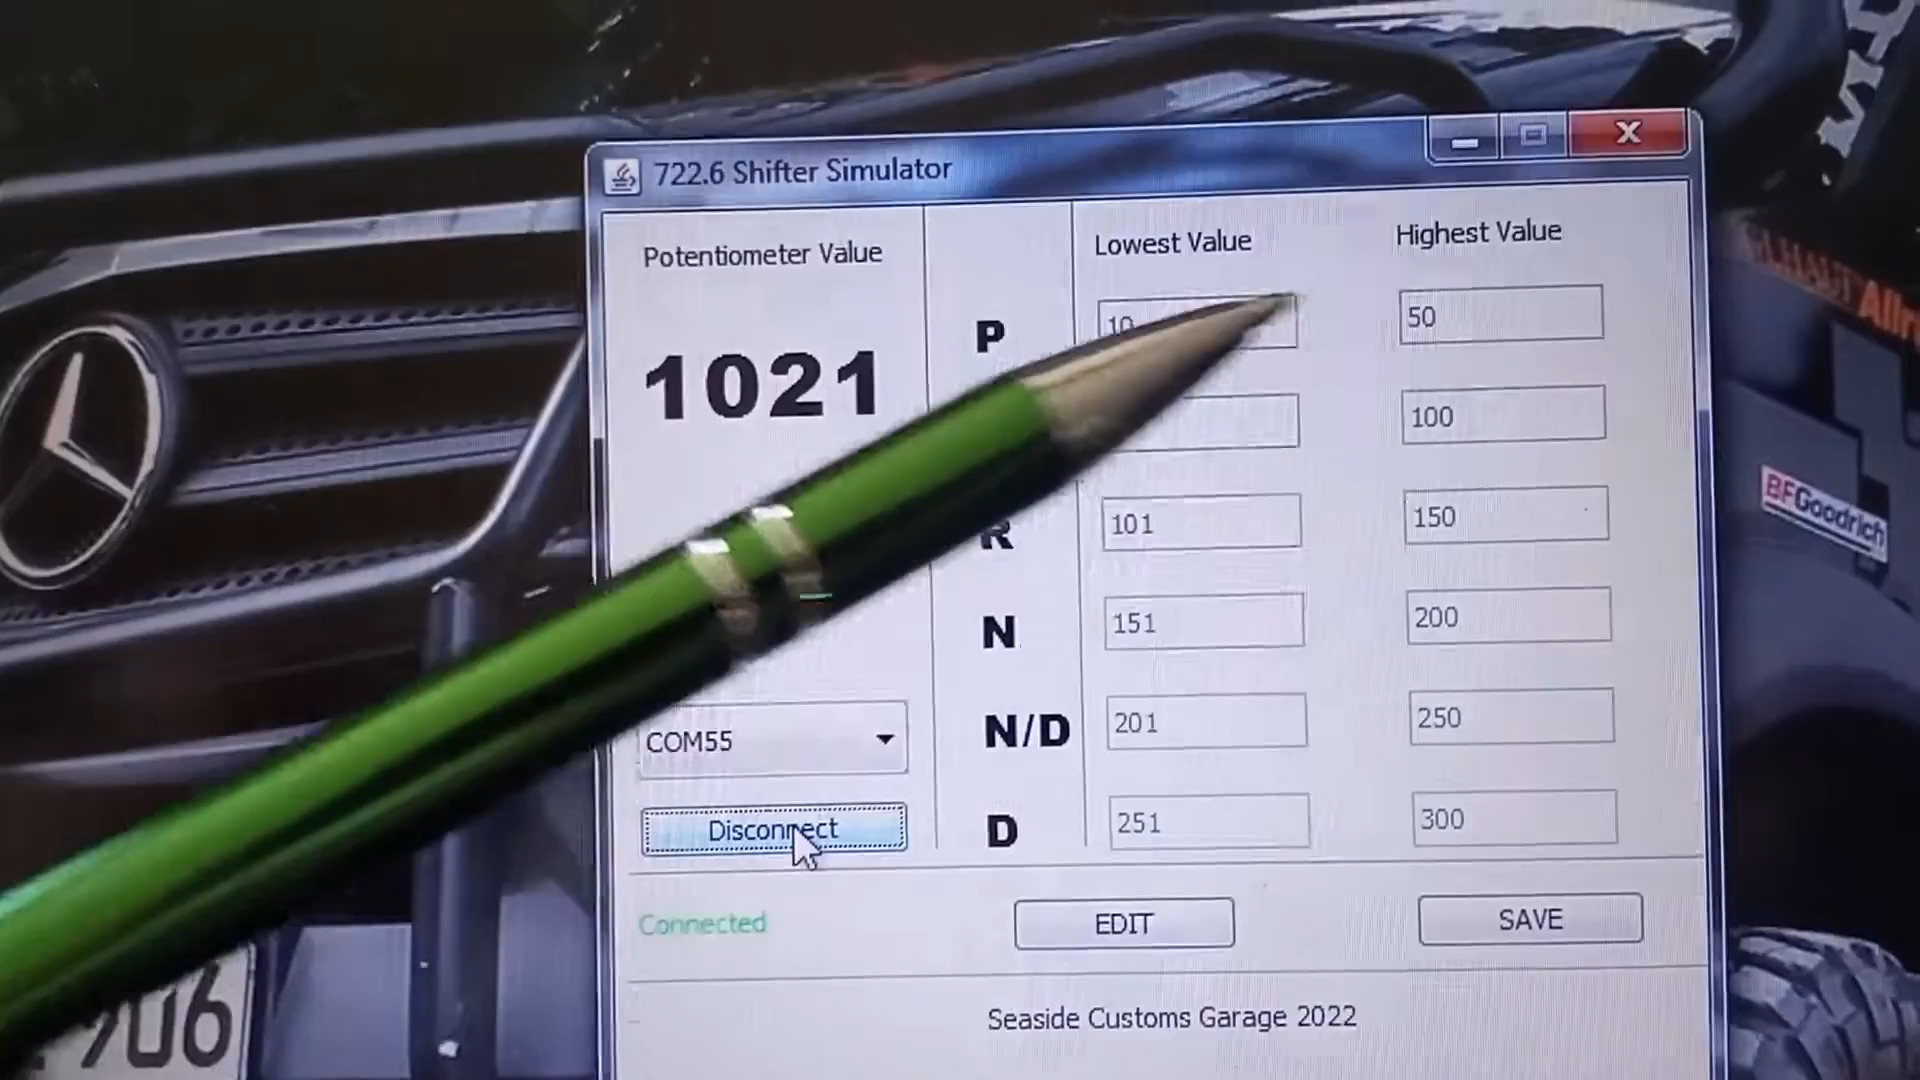 722.6 Shifter Simulator
Potentiometer Value
Lowest Value
Highest Value
1021
P
10
50
100
R
101
150
N
151
200
COM55
N/D
201
250
Disconnect
D
251
300
Connected
EDIT
SAVE
Seaside Customs Garage 2022
BFGoodrich
906